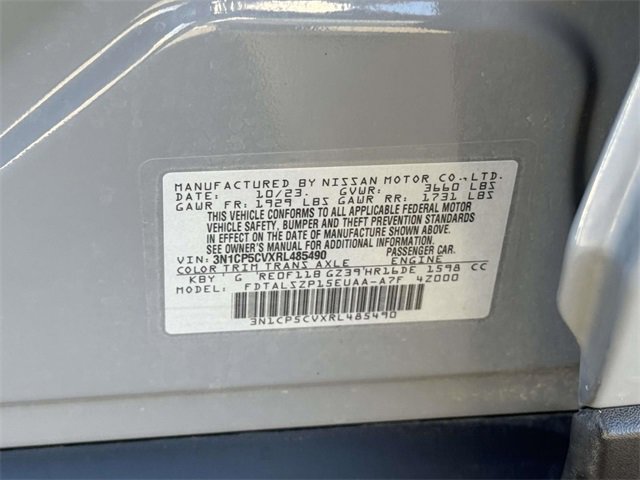 MANUFACTURED BY NISSAN MOTOR CO.,LTD.
DATE: 10/23. GVWR: 3660 LBS
GAWR FR: 1929 LBS GAWR RR: 1731 LBS
THIS VEHICLE CONFORMS TO ALL APPLICABLE FEDERAL MOTOR
VEHICLE SAFETY, BUMPER AND THEFT PREVENTION STANDARDS
IN EFFECT ON THE DATE OF MANUFACTURE SHOWN ABOVE.
SEE OWNER'S MANUAL FOR ADDITIONAL INFORMATION.
VIN: 3N1CP5CVXRL485490 PASSENGER CAR.
COLOR TRIM TRANS AXLE ENGINE
KBY G RE0F11B GZ39 HR16DE 1598 CC
MODEL: FDTALSZP15EUAA-A7F 4Z000
3N1CP5CVXRL485490